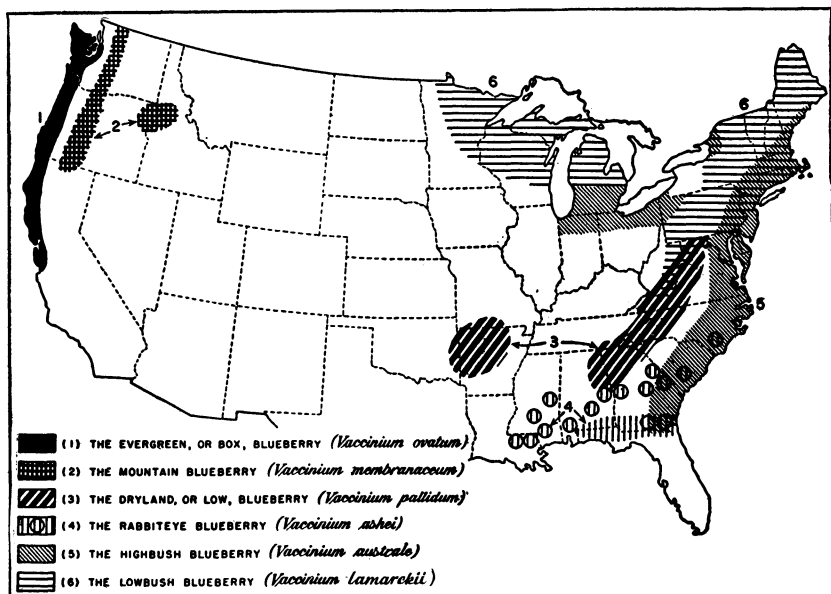 6
6
1
2
5
3
4
(1) THE EVERGREEN, OR BOX, BLUEBERRY (Vaccinium ovatum)
(2) THE MOUNTAIN BLUEBERRY (Vaccinium membranaceum)
(3) THE DRYLAND, OR LOW, BLUEBERRY (Vaccinium pallidum)
(4) THE RABBITEYE BLUEBERRY (Vaccinium ashei)
(5) THE HIGHBUSH BLUEBERRY (Vaccinium australe)
(6) THE LOWBUSH BLUEBERRY (Vaccinium lamarckii)